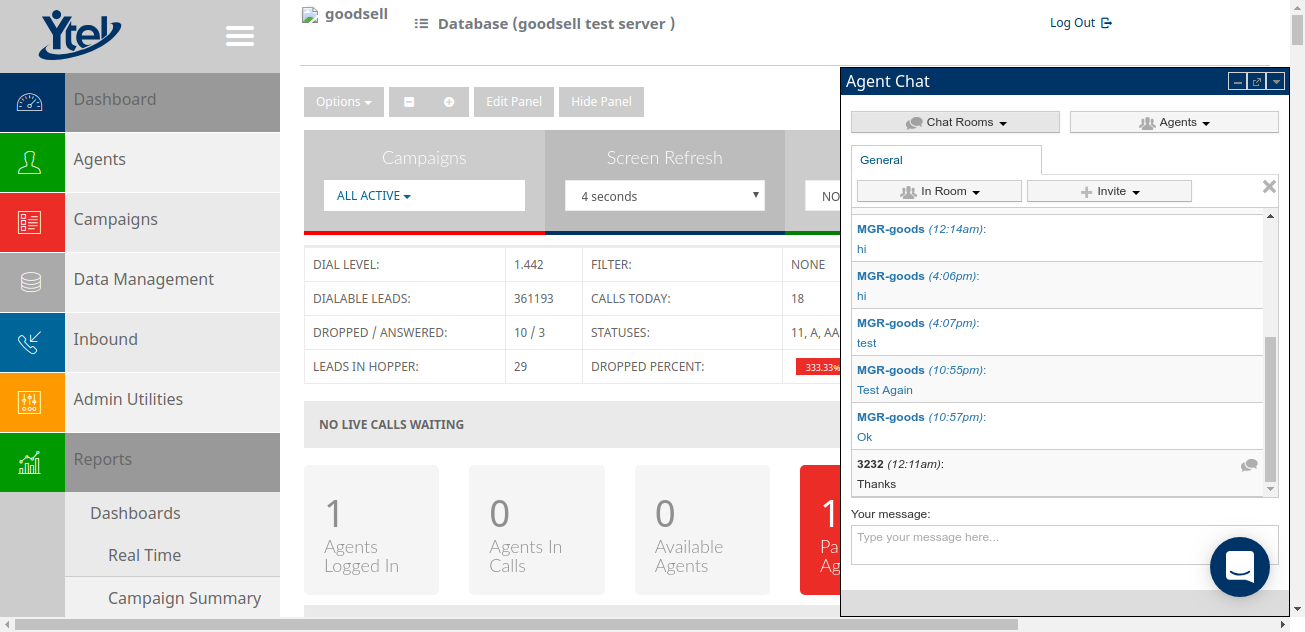 Ytel
goodsell
Database (goodsell test server )
Log Out
Dashboard
Agents
Campaigns
Data Management
Inbound
Admin Utilities
Reports
Dashboards
Real Time
Campaign Summary
Options
Edit Panel
Hide Panel
Campaigns
ALL ACTIVE
Screen Refresh
4 seconds
NO
DIAL LEVEL: 1.442 FILTER: NONE
DIALABLE LEADS: 361193 CALLS TODAY: 18
DROPPED / ANSWERED: 10 / 3 STATUSES: 11, A, AA
LEADS IN HOPPER: 29 DROPPED PERCENT: 333.33%
NO LIVE CALLS WAITING
1
Agents
Logged In
0
Agents In
Calls
0
Available
Agents
1
Pa
Ag
Agent Chat
Chat Rooms
Agents
General
In Room
Invite
MGR-goods (12:14am):
hi
MGR-goods (4:06pm):
hi
MGR-goods (4:07pm):
test
MGR-goods (10:55pm):
Test Again
MGR-goods (10:57pm):
Ok
3232 (12:11am):
Thanks
Your message:
Type your message here...